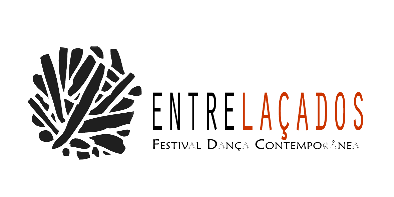 ENTRELAÇADOS
FESTIVAL DANÇA CONTEMPORÂNEA